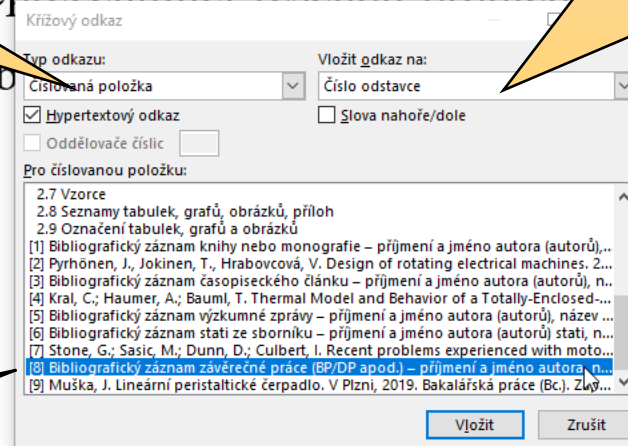 Křížový odkaz
Typ odkazu:
Vložit odkaz na:
Číslovaná položka
Číslo odstavce
Hypertextový odkaz
Slova nahoře/dole
Oddělovače číslic
Pro číslovanou položku:
2.7 Vzorce
2.8 Seznamy tabulek, grafů, obrázků, příloh
2.9 Označení tabulek, grafů a obrázků
[1] Bibliografický záznam knihy nebo monografie – příjmení a jméno autora (autorů),...
[2] Pyrhönen, J., Jokinen, T., Hrabovcová, V. Design of rotating electrical machines. 2...
[3] Bibliografický záznam časopiseckého článku – příjmení a jméno autora (autorů), n...
[4] Kral, C.; Haumer, A.; Bauml, T. Thermal Model and Behavior of a Totally-Enclosed-...
[5] Bibliografický záznam výzkumné zprávy – příjmení a jméno autora (autorů), název ...
[6] Bibliografický záznam stati ze sborníku – příjmení a jméno autora (autorů) stati, n...
[7] Stone, G.; Sasic, M.; Dunn, D.; Culbert, I. Recent problems experienced with moto...
[8] Bibliografický záznam závěrečné práce (BP/DP apod.) – příjmení a jméno autora, n...
[9] Muška, J. Lineární peristaltické čerpadlo. V Plzni, 2019. Bakalářská práce (Bc.).
Vložit
Zrušit